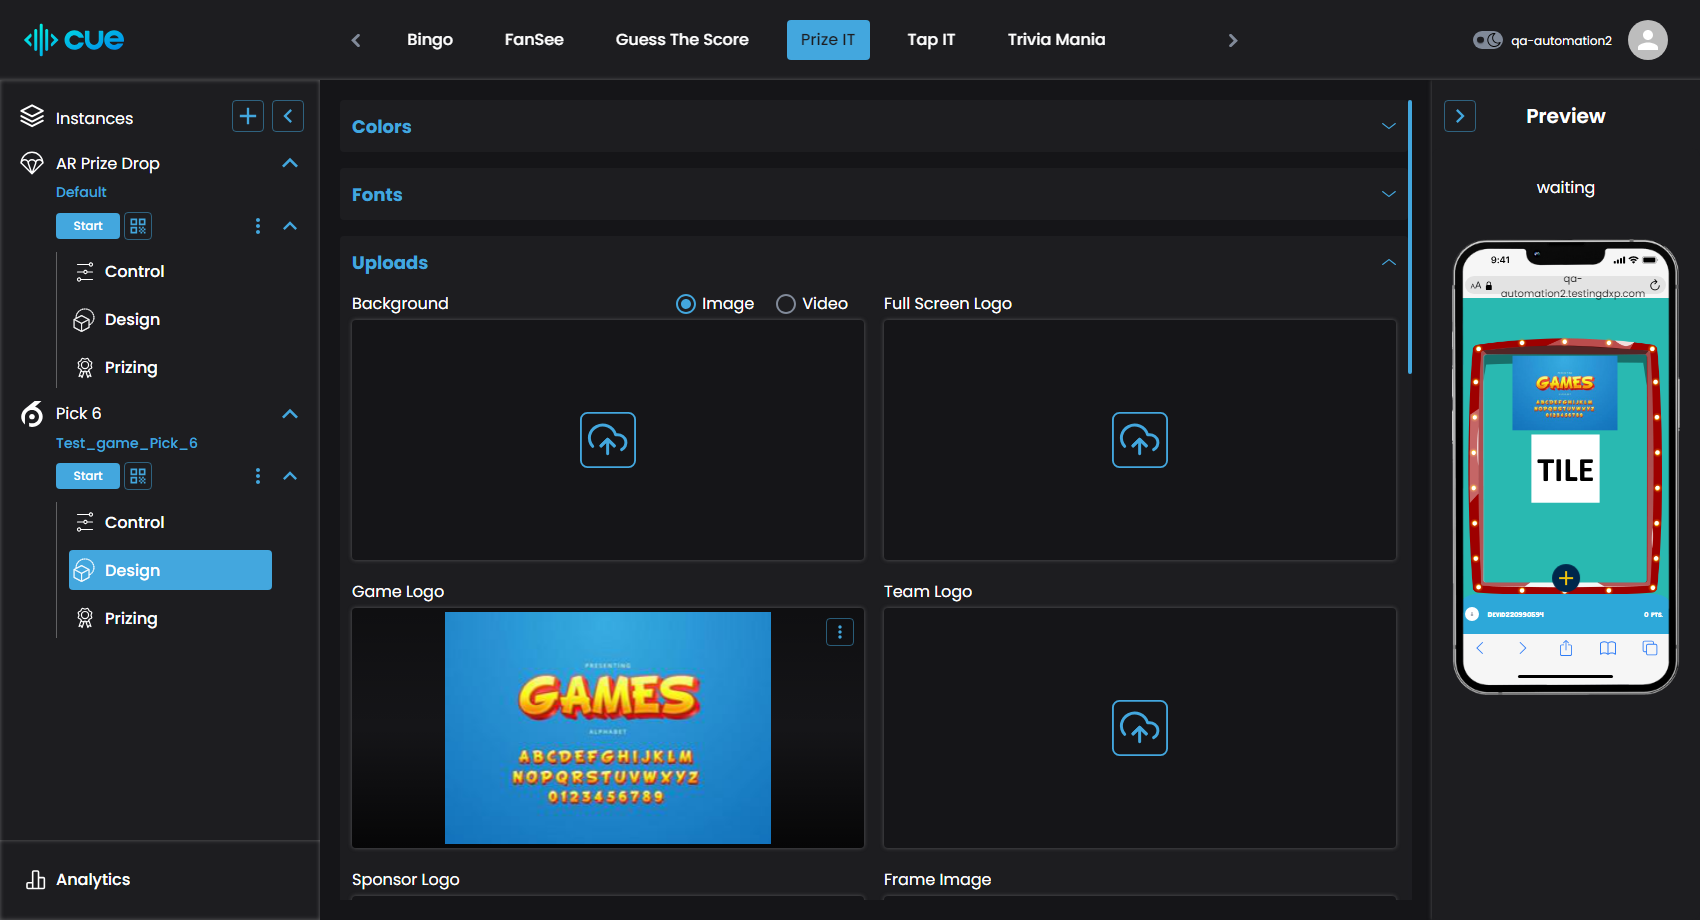 cue
Bingo
FanSee
Guess The Score
Prize IT
Tap IT
Trivia Mania
qa-automation2
Instances
AR Prize Drop
Default
Start
Control
Design
Prizing
Pick 6
Test_game_Pick_6
Start
Control
Design
Prizing
Analytics
Colors
Fonts
Uploads
Background
Image
Video
Full Screen Logo
Game Logo
PRESENTING
GAMES
ALPHABET
ABCDEFGHIJKLM
NOPQRSTUVWXYZ
0123456789
Team Logo
Sponsor Logo
Frame Image
Preview
waiting
9:41
AA
qa-
automation2.testingdxp.com
GAMES
ABCDEFGHIJKLM
NOPQRSTUVWXYZ
0123456789
TILE
0 PTS.